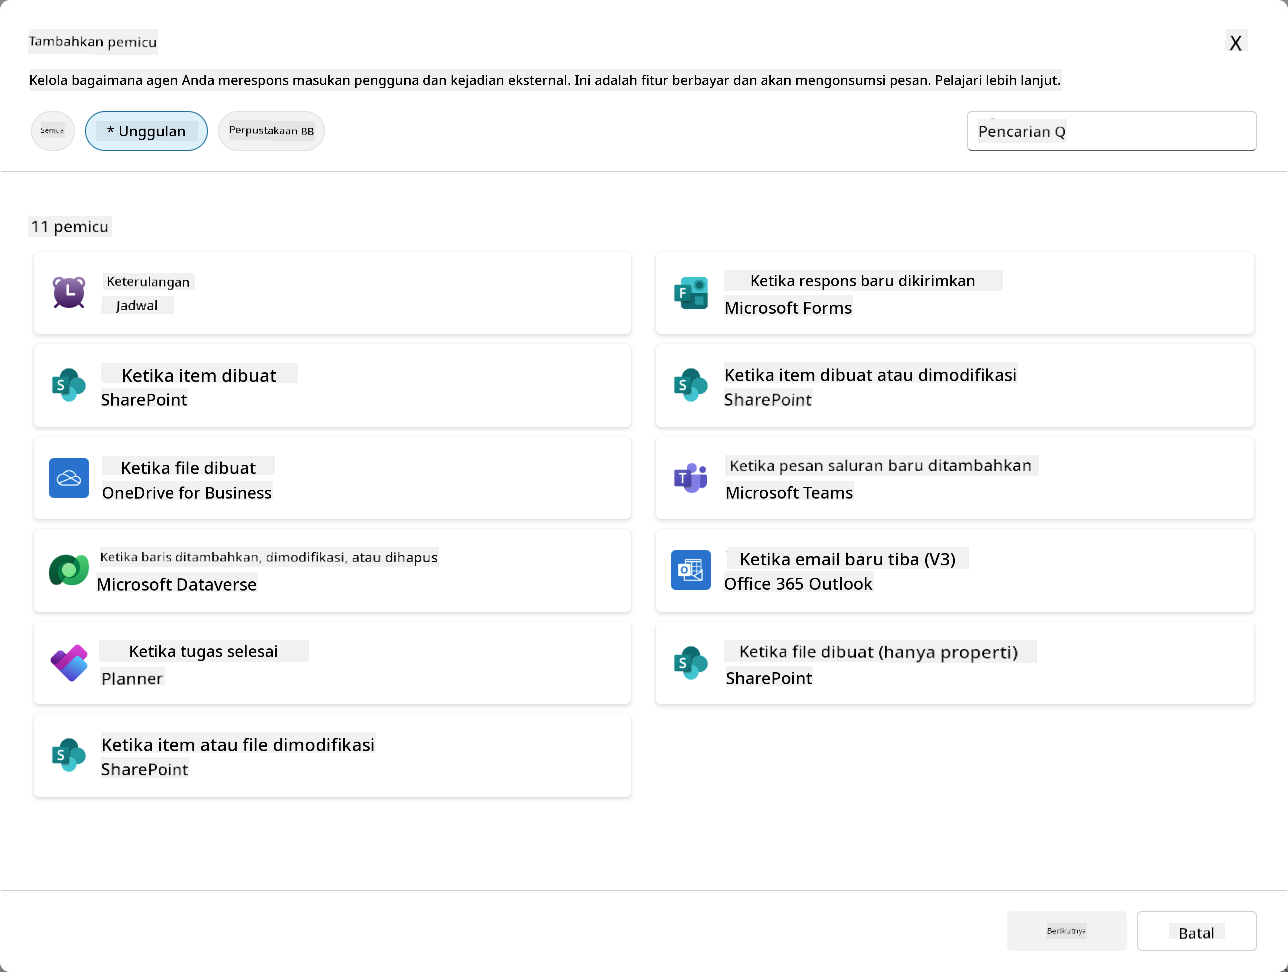 Tambahkan pemicu
X
Kelola bagaimana agen Anda merespons masukan pengguna dan kejadian eksternal. Ini adalah fitur berbayar dan akan mengonsumsi pesan. Pelajari lebih lanjut.
Semua
* Unggulan
Perpustakaan BB
Pencarian Q
11 pemicu
Keterulangan
Jadwal
Ketika respons baru dikirimkan
Microsoft Forms
Ketika item dibuat
SharePoint
Ketika item dibuat atau dimodifikasi
SharePoint
Ketika file dibuat
OneDrive for Business
Ketika pesan saluran baru ditambahkan
Microsoft Teams
Ketika baris ditambahkan, dimodifikasi, atau dihapus
Microsoft Dataverse
Ketika email baru tiba (V3)
Office 365 Outlook
Ketika tugas selesai
Planner
Ketika file dibuat (hanya properti)
SharePoint
Ketika item atau file dimodifikasi
SharePoint
Berikutnya
Batal